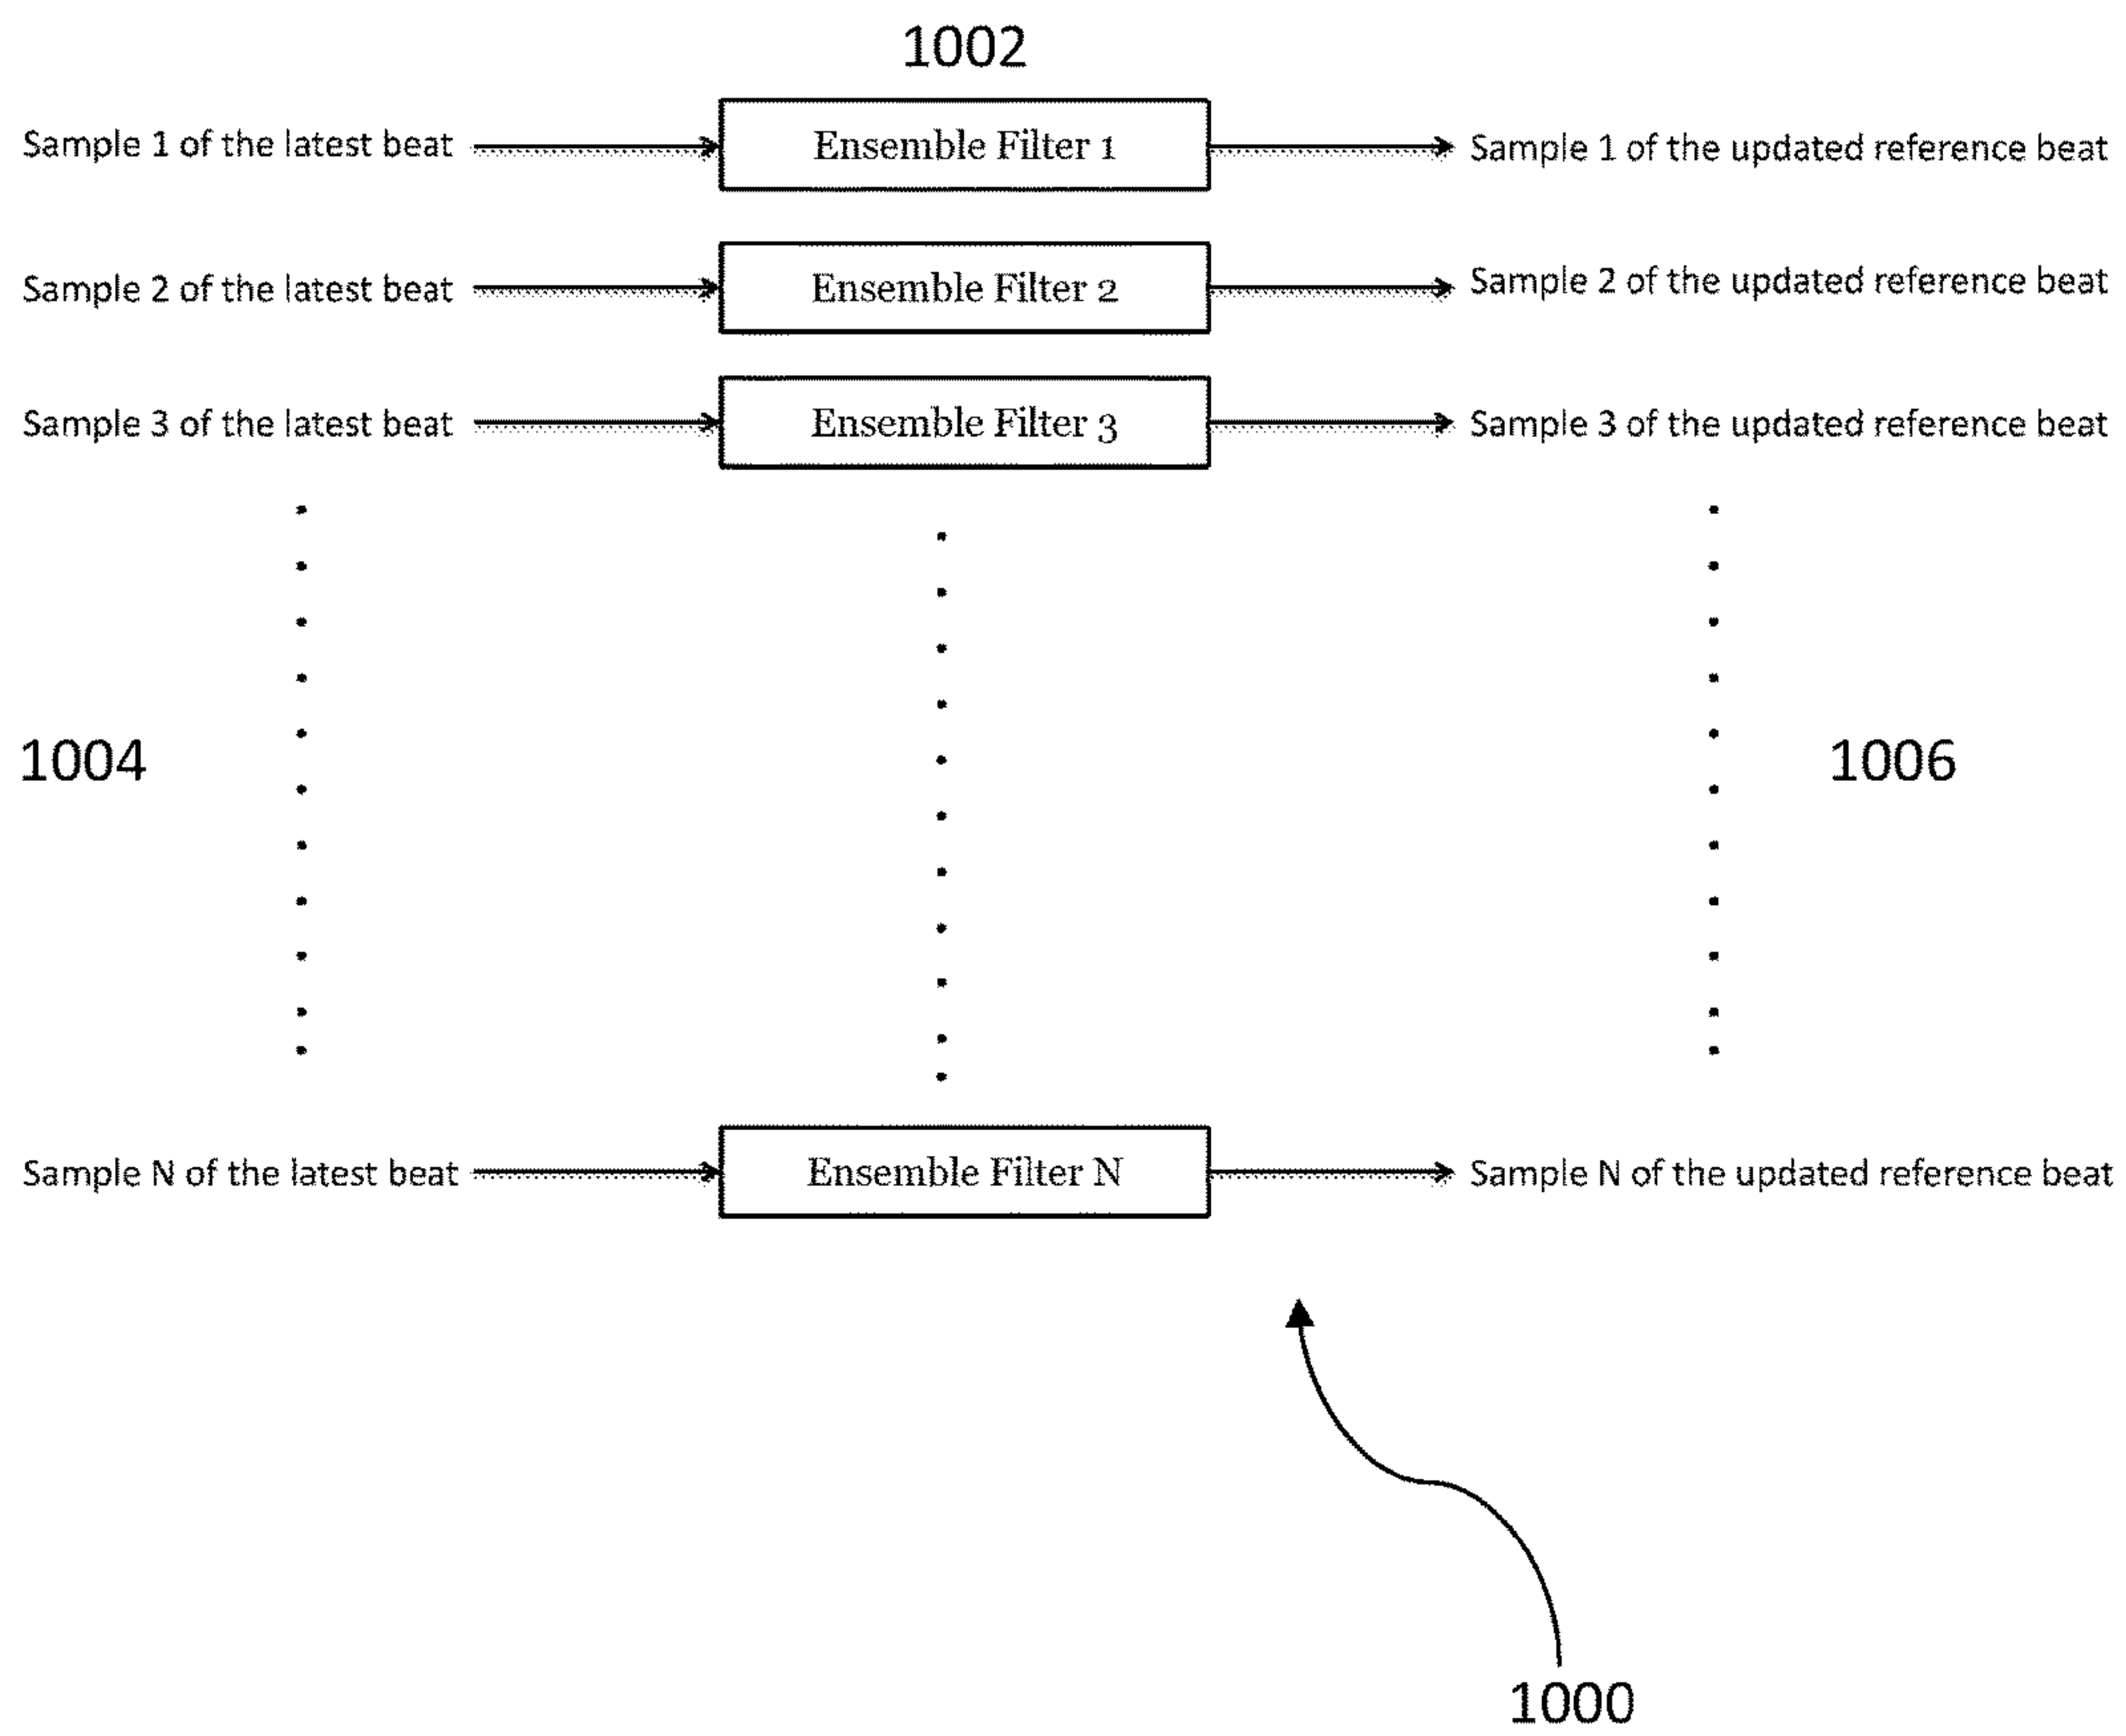 1002
Sample 1 of the latest beat Ensemble Filter 1 Sample 1 of the updated reference beat
Sample 2 of the latest beat Ensemble Filter 2 Sample 2 of the updated reference beat
Sample 3 of the latest beat Ensemble Filter 3 Sample 3 of the updated reference beat
1004 1006
Sample N of the latest beat Ensemble Filter N Sample N of the updated reference beat
1000